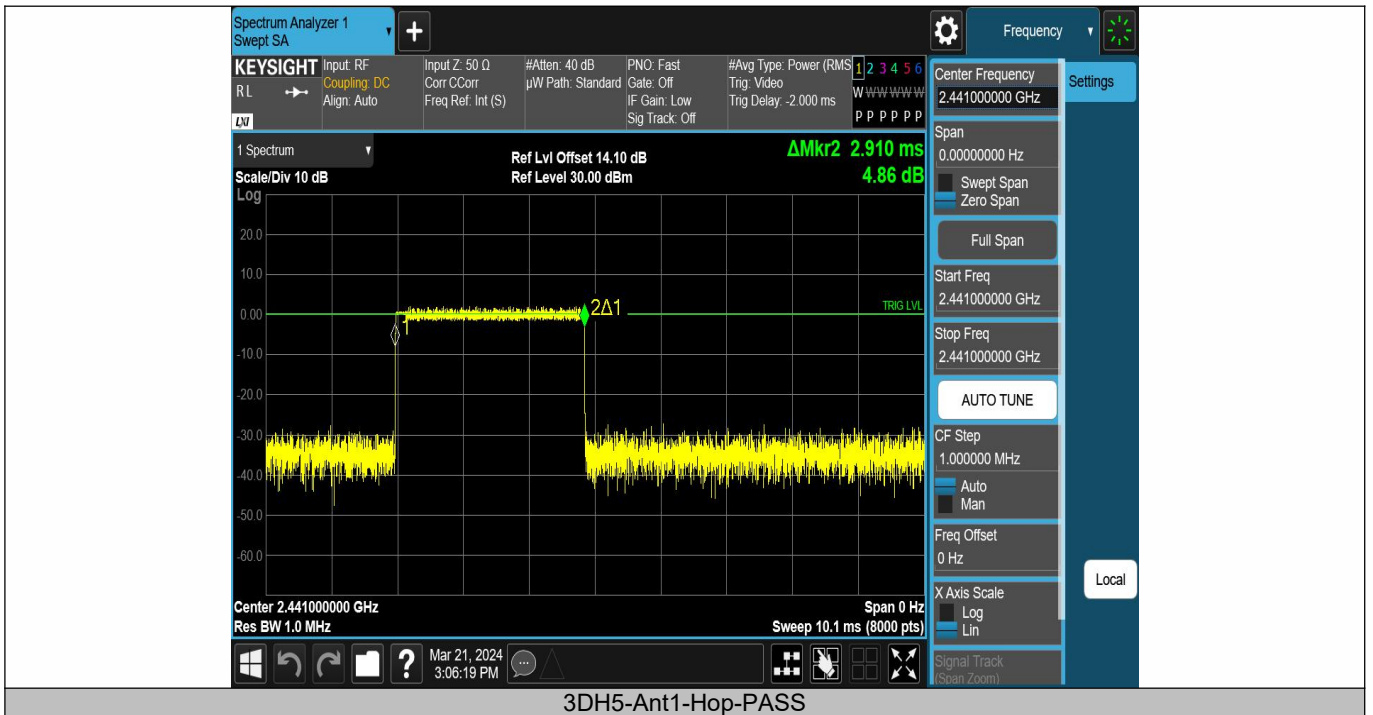 Spectrum Analyzer 1
Swept SA
+
Frequency
KEYSIGHT
RL
LXI
Input: RF
Coupling: DC
Align: Auto
Input Z: 50 Ω
Corr CCorr
Freq Ref: Int (S)
#Atten: 40 dB
µW Path: Standard
PNO: Fast
Gate: Off
IF Gain: Low
Sig Track: Off
#Avg Type: Power (RMS
Trig: Video
Trig Delay: -2.000 ms
1 2 3 4 5 6
W W W W W W
P P P P P P
Center Frequency
2.441000000 GHz
Settings
1 Spectrum
Scale/Div 10 dB
Ref Lvl Offset 14.10 dB
Ref Level 30.00 dBm
ΔMkr2 2.910 ms
4.86 dB
Span
0.00000000 Hz
Swept Span
Zero Span
Full Span
Start Freq
2.441000000 GHz
Stop Freq
2.441000000 GHz
AUTO TUNE
CF Step
1.000000 MHz
Auto
Man
Freq Offset
0 Hz
X Axis Scale
Log
Lin
Signal Track
(Span Zoom)
Local
Log
20.0
10.0
0.00
-10.0
-20.0
-30.0
-40.0
-50.0
-60.0
2Δ1
1
TRIG LVL
Center 2.441000000 GHz
Res BW 1.0 MHz
Span 0 Hz
Sweep 10.1 ms (8000 pts)
?
Mar 21, 2024
3:06:19 PM
3DH5-Ant1-Hop-PASS